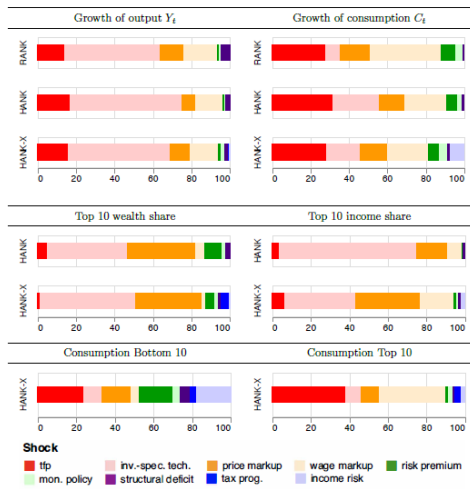 Growth of output Yt
Growth of consumption Ct
RANK
RANK
HANK
HANK
HANK-X
HANK-X
0 20 40 60 80 100
0 20 40 60 80 100
Top 10 wealth share
Top 10 income share
HANK
HANK
HANK-X
HANK-X
0 20 40 60 80 100
0 20 40 60 80 100
Consumption Bottom 10
Consumption Top 10
HANK-X
HANK-X
0 20 40 60 80 100
0 20 40 60 80 100
Shock
tfp inv.-spec. tech. price markup wage markup risk premium
mon. policy structural deficit tax prog. income risk